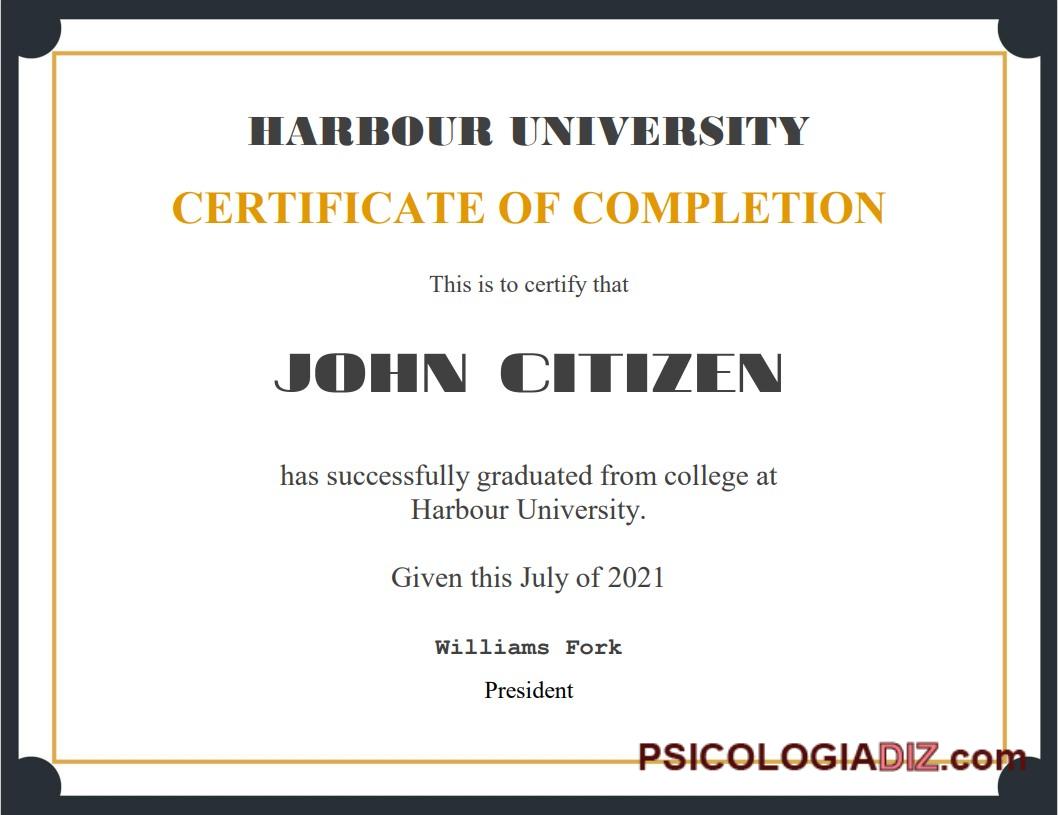 HARBOUR UNIVERSITY
CERTIFICATE OF COMPLETION
This is to certify that
JOHN CITIZEN
has successfully graduated from college at
Harbour University.
Given this July of 2021
Williams Fork
President
PSICOLOGIADIZ.com